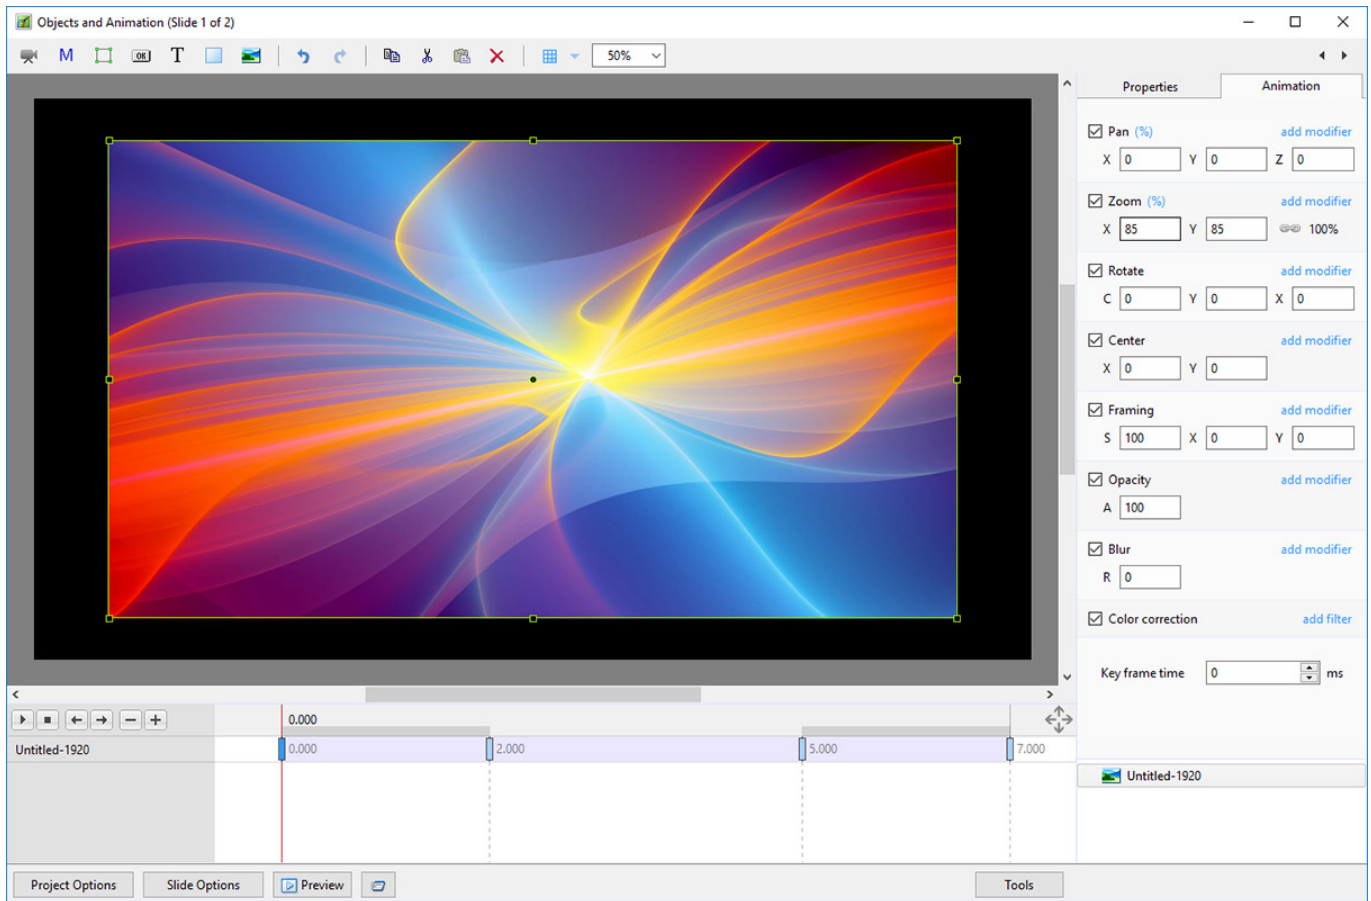 Objects and Animation (Slide 1 of 2)
M OK T 50%
Properties Animation
Pan (%) add modifier
X 0 Y 0 Z 0
Zoom (%) add modifier
X 85 Y 85 100%
Rotate add modifier
C 0 Y 0 X 0
Center add modifier
X 0 Y 0
Framing add modifier
S 100 X 0 Y 0
Opacity add modifier
A 100
Blur add modifier
R 0
Color correction add filter
Key frame time 0 ms
0.000
Untitled-1920 0.000 2.000 5.000 7.000
Untitled-1920
Project Options Slide Options Preview Tools